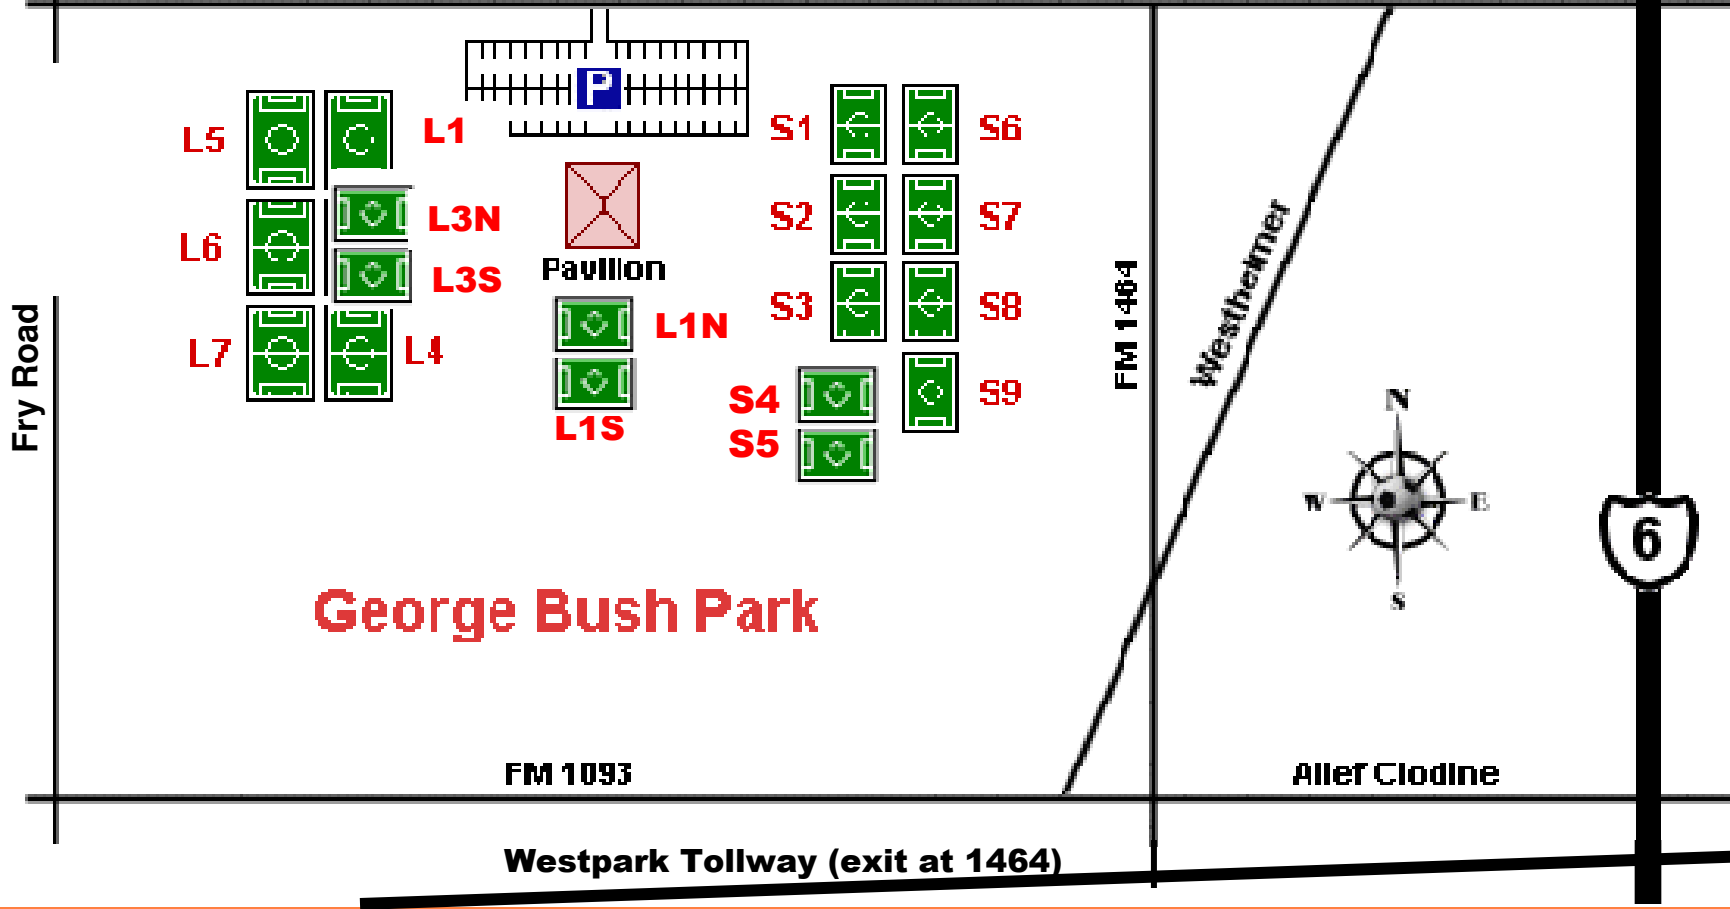 P
L5
L1
S1
S6
L3N
S2
S7
L6
L3S
Pavilion
S3
S8
L1N
L7
L4
S4
S9
L1S
S5
Fry Road
FM 1464
Westheimer
N
W
E
S
6
George Bush Park
FM 1093
Alief Clodine
Westpark Tollway (exit at 1464)